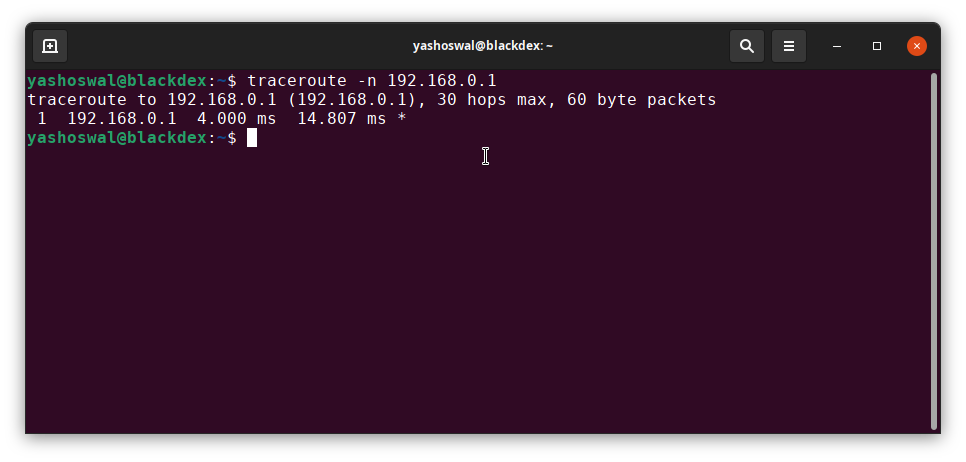 yashoswal@blackdex: ~
yashoswal@blackdex:~$ traceroute -n 192.168.0.1
traceroute to 192.168.0.1 (192.168.0.1), 30 hops max, 60 byte packets
 1  192.168.0.1  4.000 ms  14.807 ms *
yashoswal@blackdex:~$